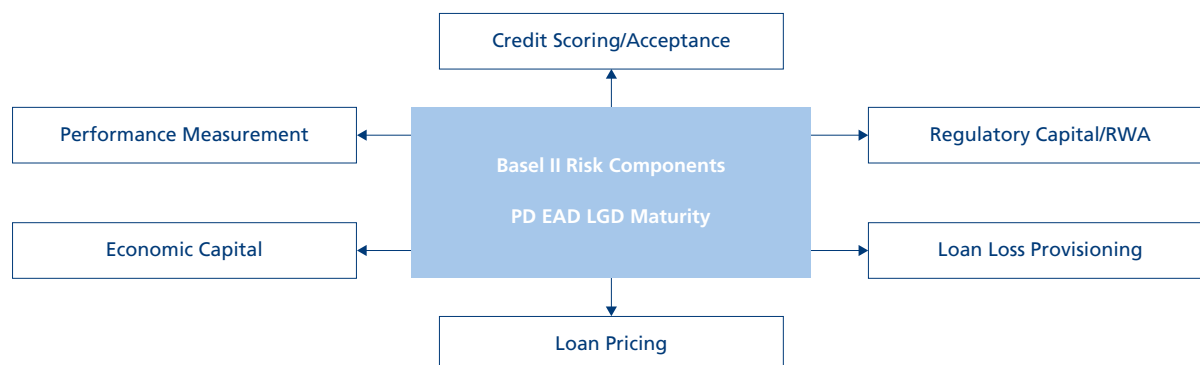 Credit Scoring/Acceptance
Performance Measurement
Regulatory Capital/RWA
Basel II Risk Components
PD EAD LGD Maturity
Economic Capital
Loan Loss Provisioning
Loan Pricing